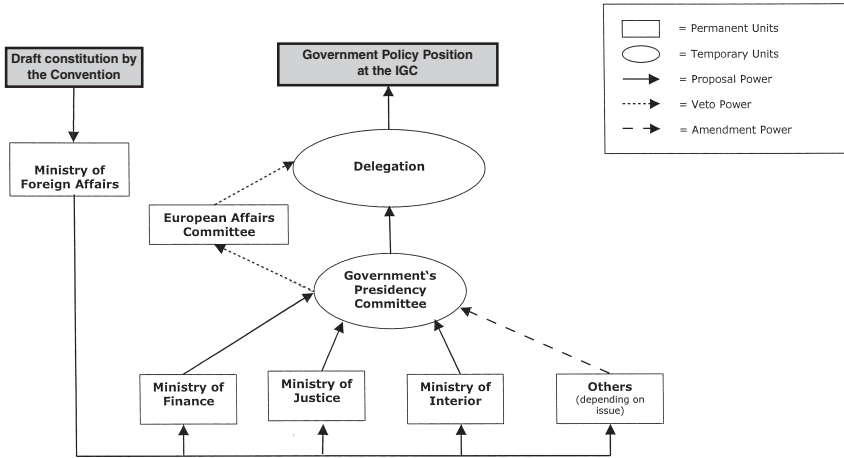 Draft constitution by
the Convention
Government Policy Position
at the IGC
= Permanent Units
= Temporary Units
= Proposal Power
= Veto Power
= Amendment Power
Ministry of
Foreign Affairs
Delegation
European Affairs
Committee
Government‘s
Presidency
Committee
Ministry of
Finance
Ministry of
Justice
Ministry of
Interior
Others
(depending on
issue)